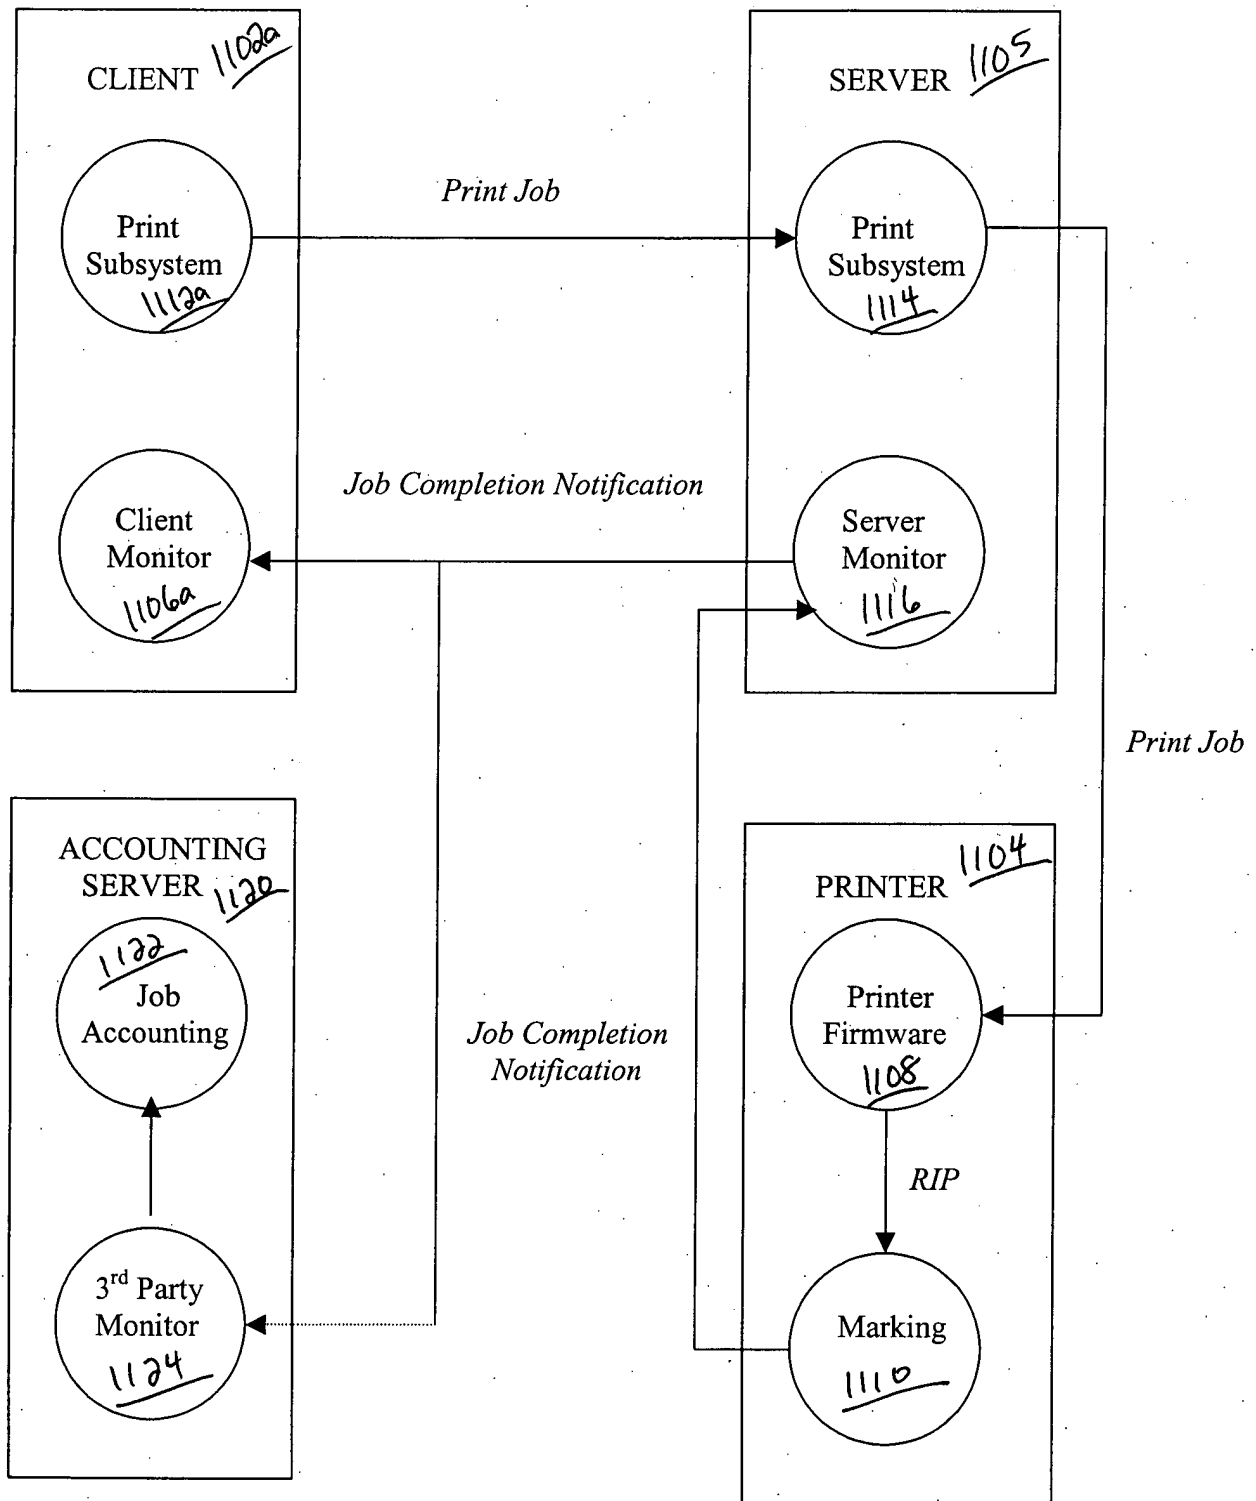 CLIENT 1102a
Print
Subsystem
1112a
Client
Monitor
1106a
Print Job
Job Completion Notification
SERVER 1105
Print
Subsystem
1114
Server
Monitor
1116
Print Job
ACCOUNTING
SERVER 1120
1122
Job
Accounting
3rd Party
Monitor
1124
Job Completion
Notification
PRINTER 1104
Printer
Firmware
1108
RIP
Marking
1110